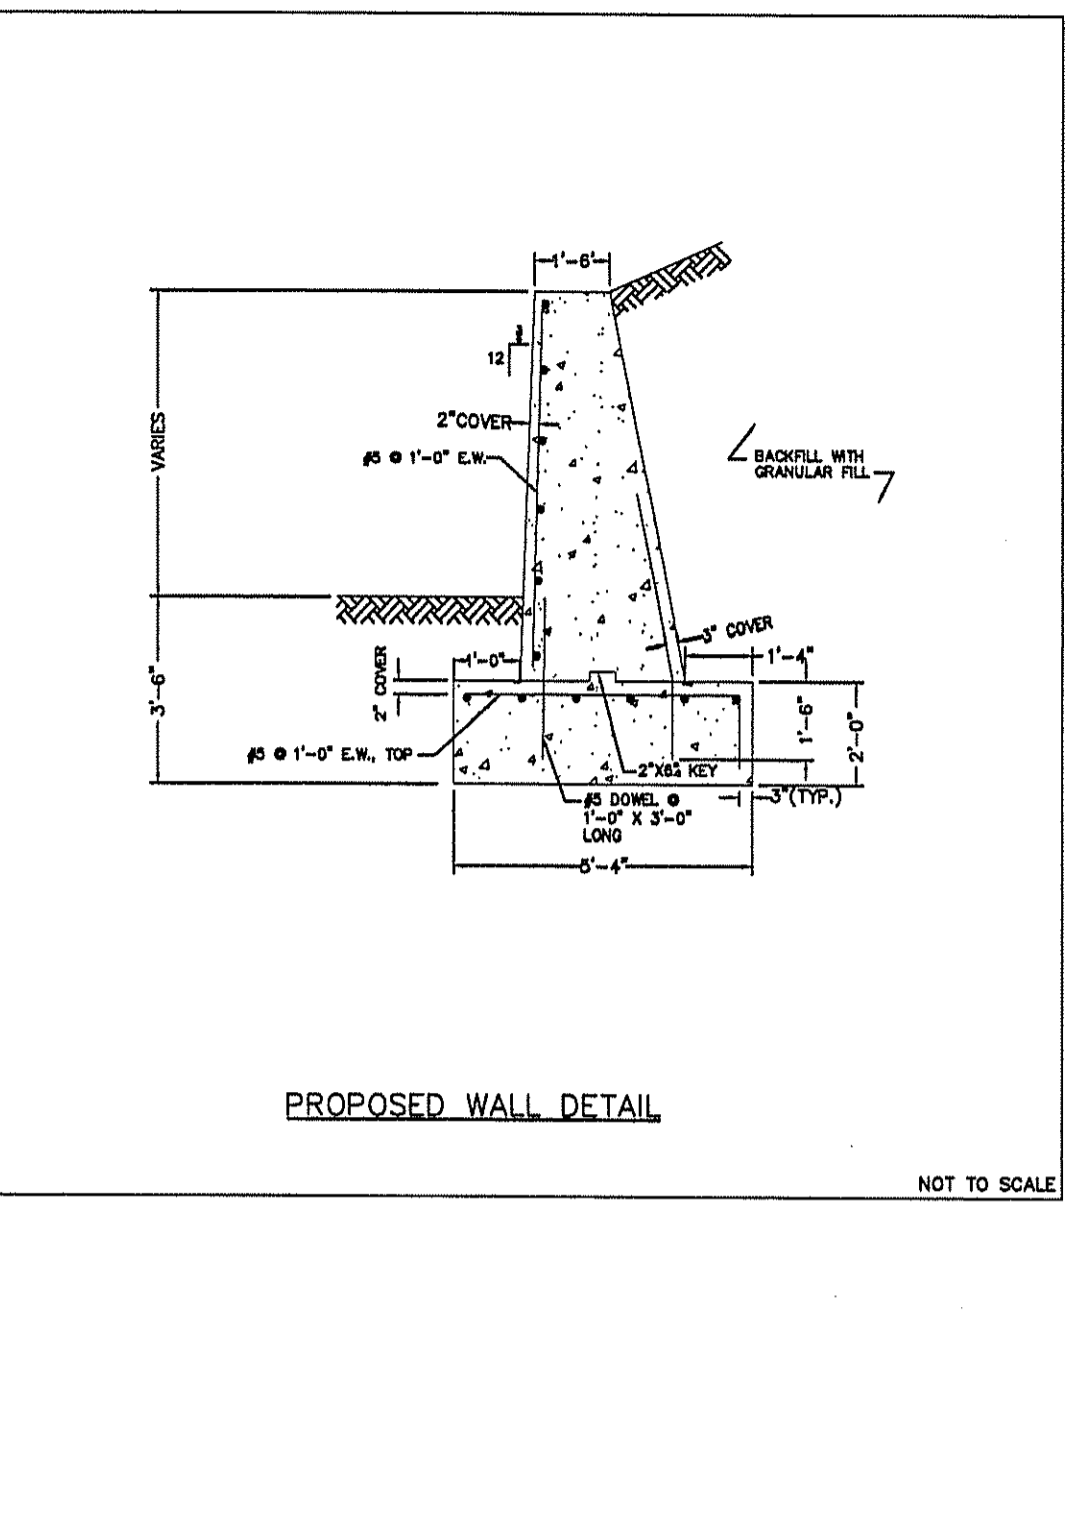 1'-6"
12
VARIES
2" COVER
#5 @ 1'-0" E.W.
BACKFILL WITH
GRANULAR FILL
3" COVER
1'-0"
1'-4"
2" COVER
3'-6"
1'-6"
2'-0"
#5 @ 1'-0" E.W., TOP
2"X6" KEY
3"(TYP.)
#5 DOWEL @
1'-0" X 3'-0"
LONG
5'-4"
PROPOSED WALL DETAIL
NOT TO SCALE